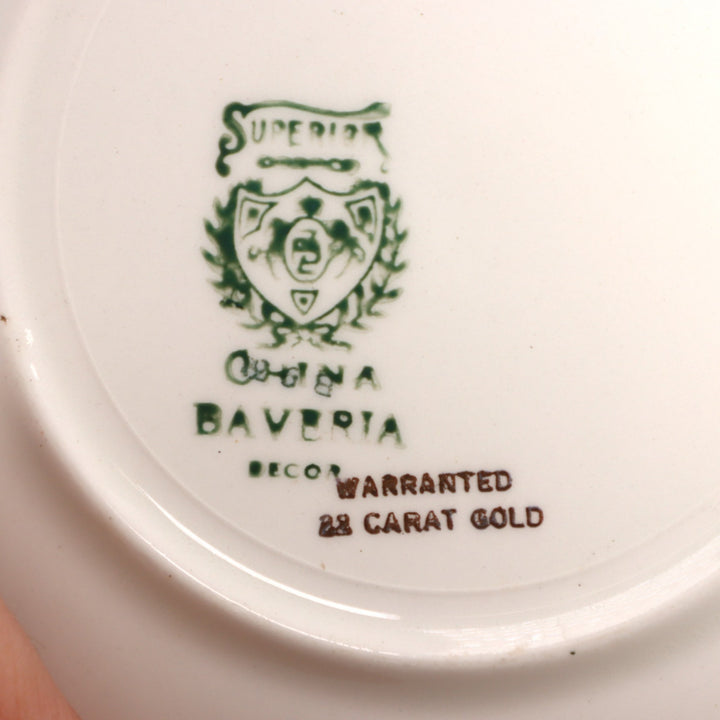 SUPERIOR
CHINA
BAVERIA
DECOR
WARRANTED
22 CARAT GOLD